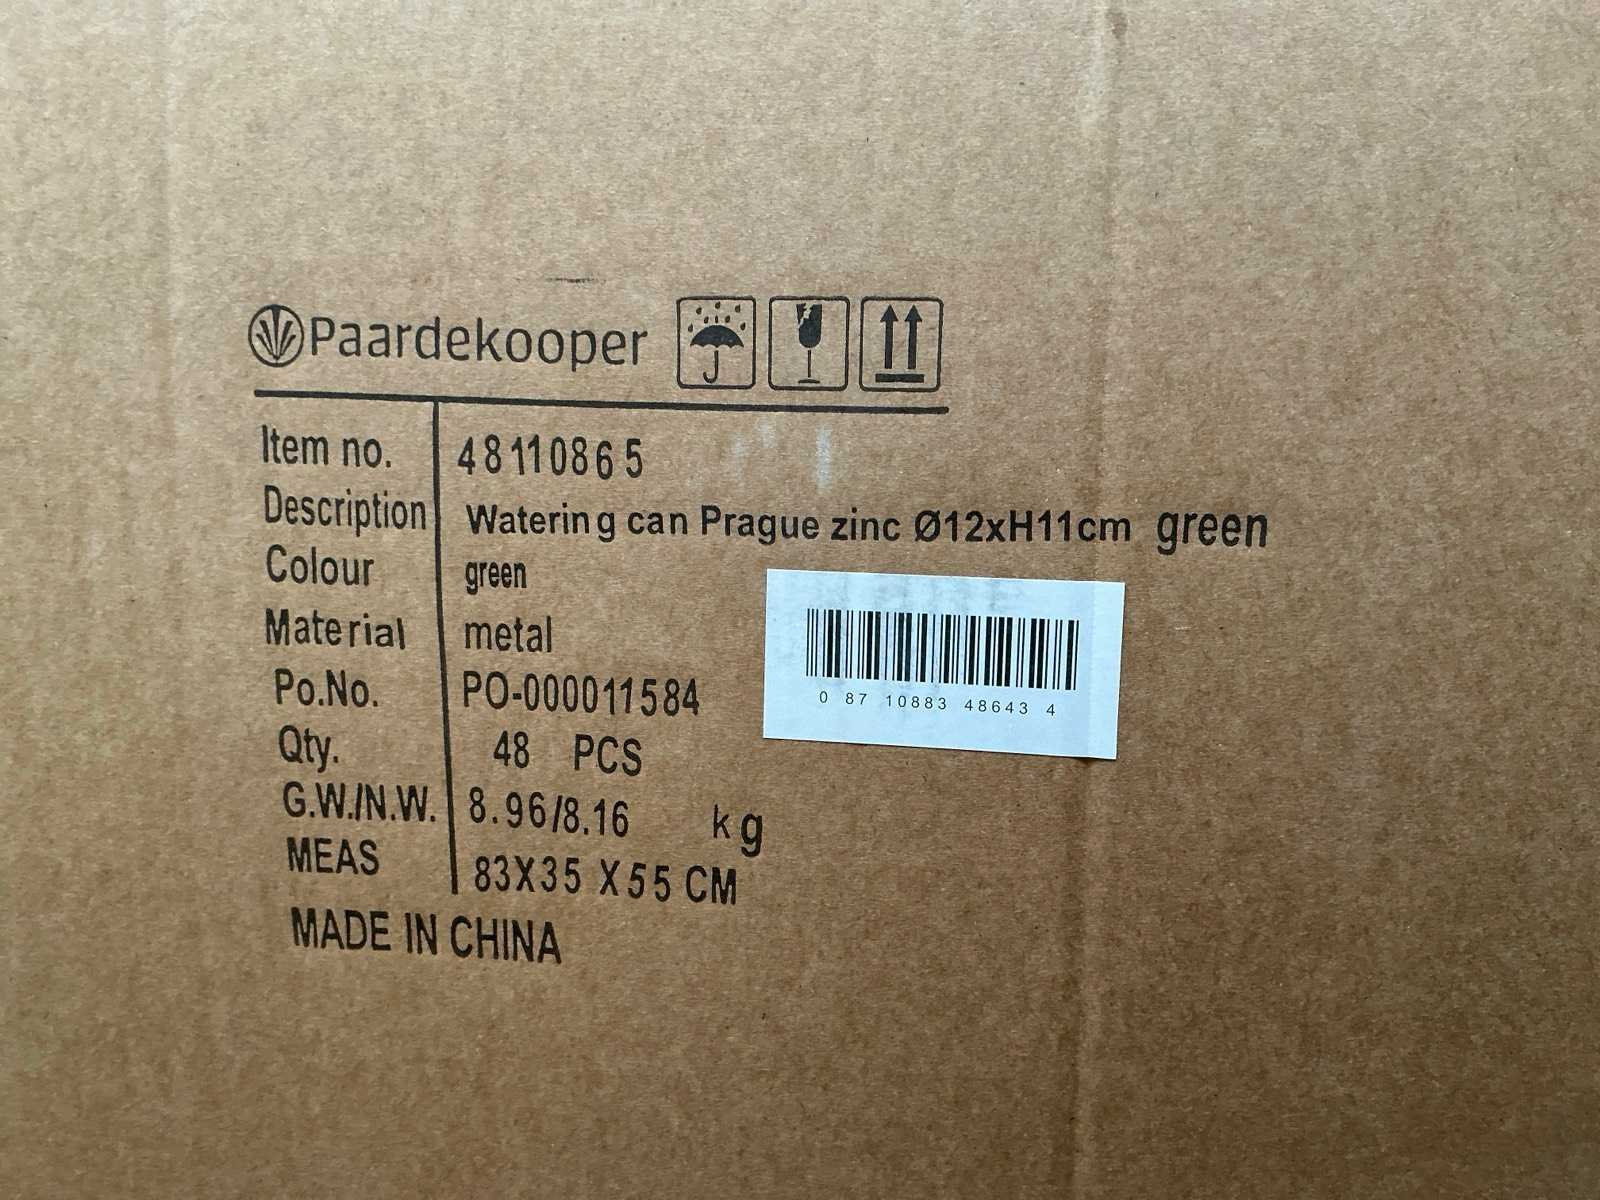 Paardekooper
Item no. 48110865
Description Watering can Prague zinc Ø12xH11cm green
Colour green
Material metal
Po.No. PO-000011584
Qty. 48 PCS
G.W./N.W. 8.96/8.16 kg
MEAS 83X35 X55 CM
MADE IN CHINA
0 87 10883 48643 4